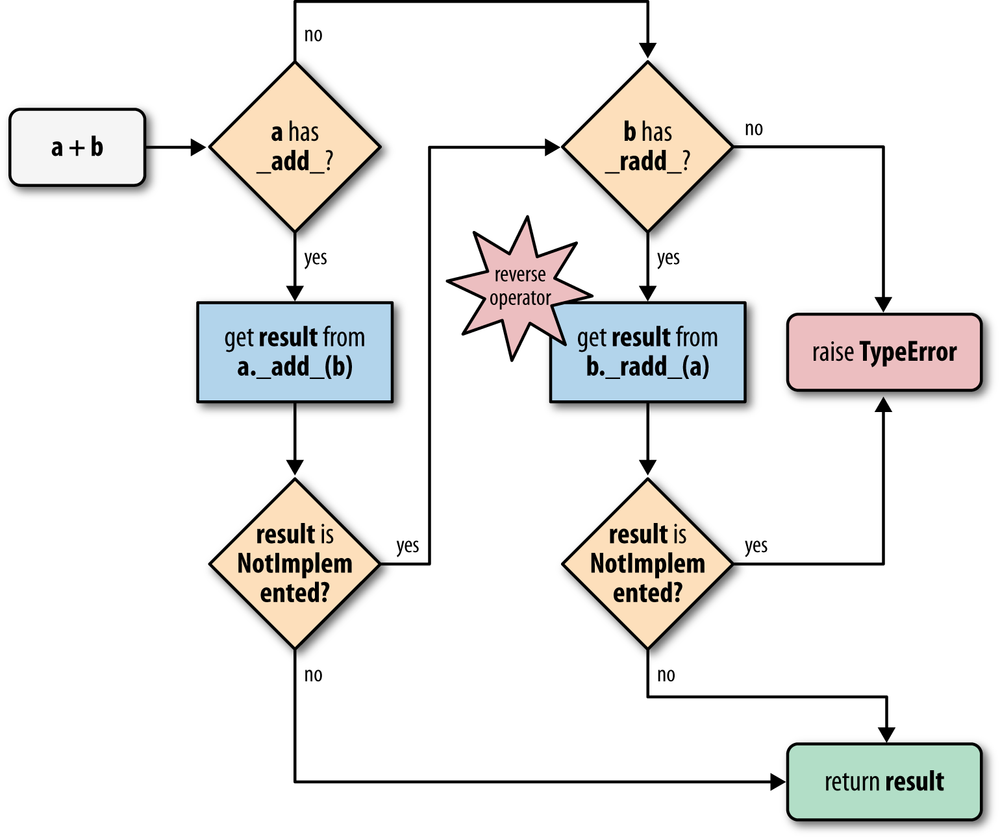 no
a + b
a has
_add_?
b has
_radd_?
no
yes
yes
reverse
operator
get result from
a._add_(b)
get result from
b._radd_(a)
raise TypeError
result is
NotImplem
ented?
yes
result is
NotImplem
ented?
yes
no
no
return result